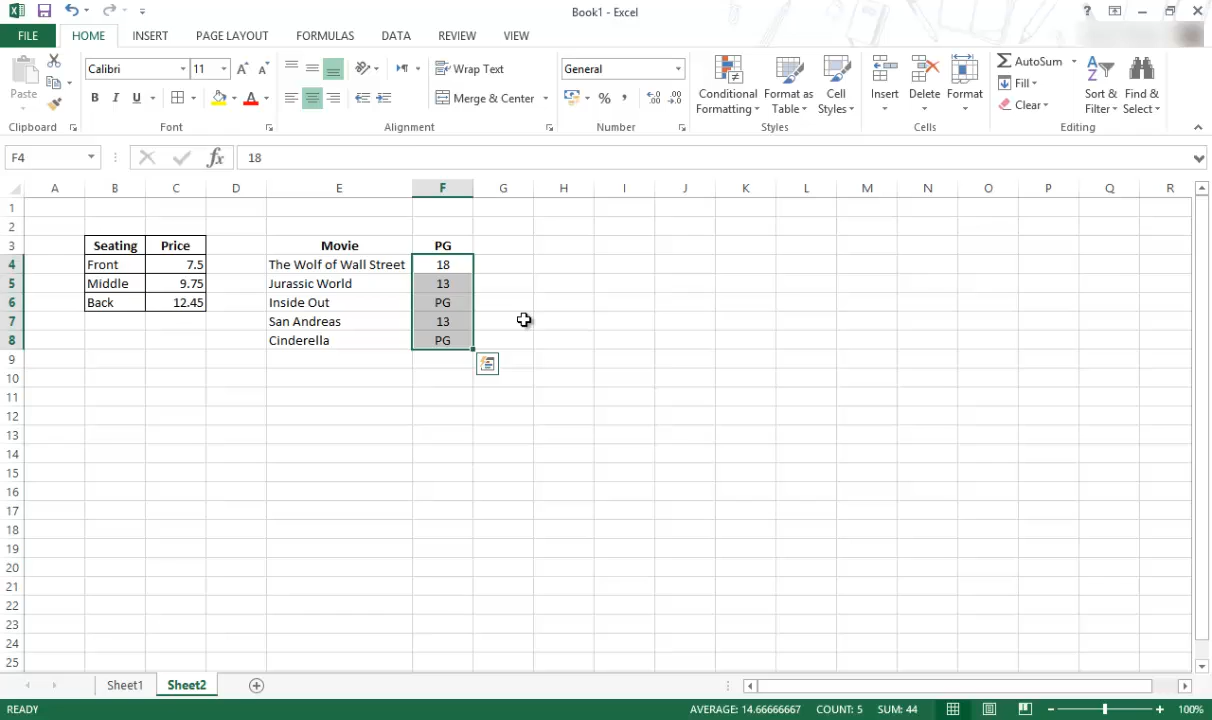 Book1 - Excel
FILE HOME INSERT PAGE LAYOUT FORMULAS DATA REVIEW VIEW
Paste
Calibri 11
B I U
Wrap Text
Merge & Center
General
% ,
Conditional Formatting
Format as Table
Cell Styles
Insert
Delete
Format
AutoSum
Fill
Clear
Sort & Filter
Find & Select
Clipboard Font Alignment Number Styles Cells Editing
F4 fx 18
A B C D E F G H I J K L M N O P Q R
1
2
3 Seating Price Movie PG
4 Front 7.5 The Wolf of Wall Street 18
5 Middle 9.75 Jurassic World 13
6 Back 12.45 Inside Out PG
7 San Andreas 13
8 Cinderella PG
9
10
11
12
13
14
15
16
17
18
19
20
21
22
23
24
25
Sheet1 Sheet2
READY AVERAGE: 14.66666667 COUNT: 5 SUM: 44 100%